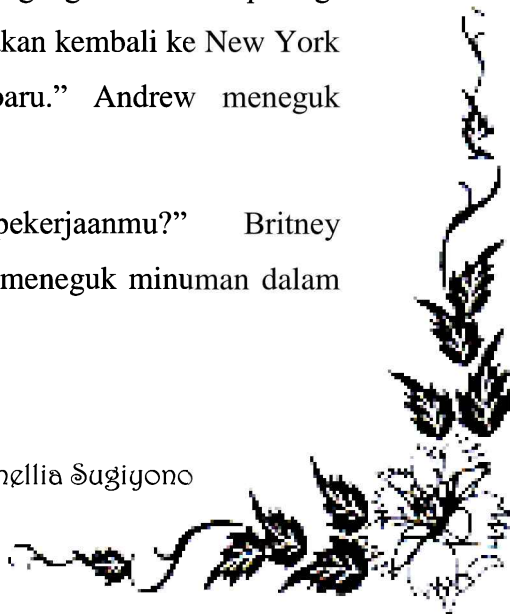 kan kembali ke New York
baru.” Andrew meneguk
pekerjaanmu?” Britney
meneguk minuman dalam
nellia Sugiyono